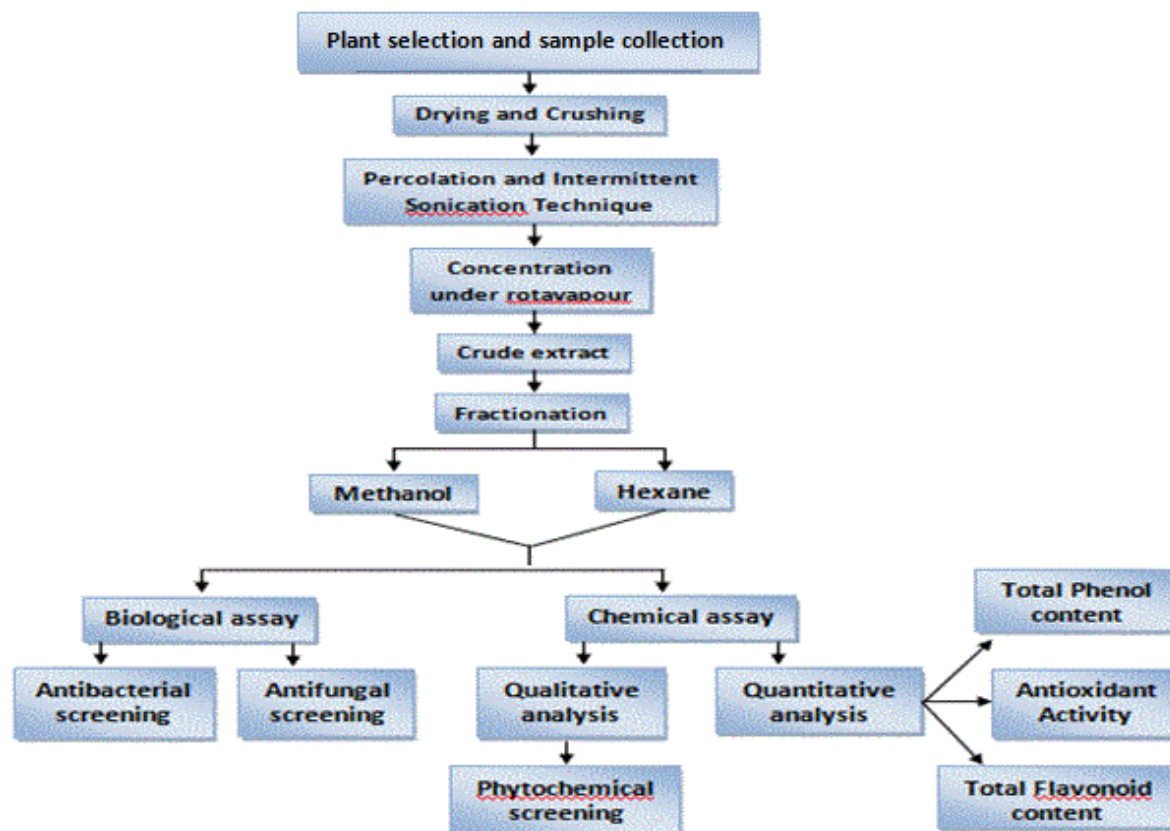 Plant selection and sample collection
Drying and Crushing
Percolation and Intermittent
Sonication Technique
Concentration
under rotavapour
Crude extract
Fractionation
Methanol
Hexane
Biological assay
Chemical assay
Total Phenol
content
Antibacterial
screening
Antifungal
screening
Qualitative
analysis
Quantitative
analysis
Antioxidant
Activity
Phytochemical
screening
Total Flavonoid
content